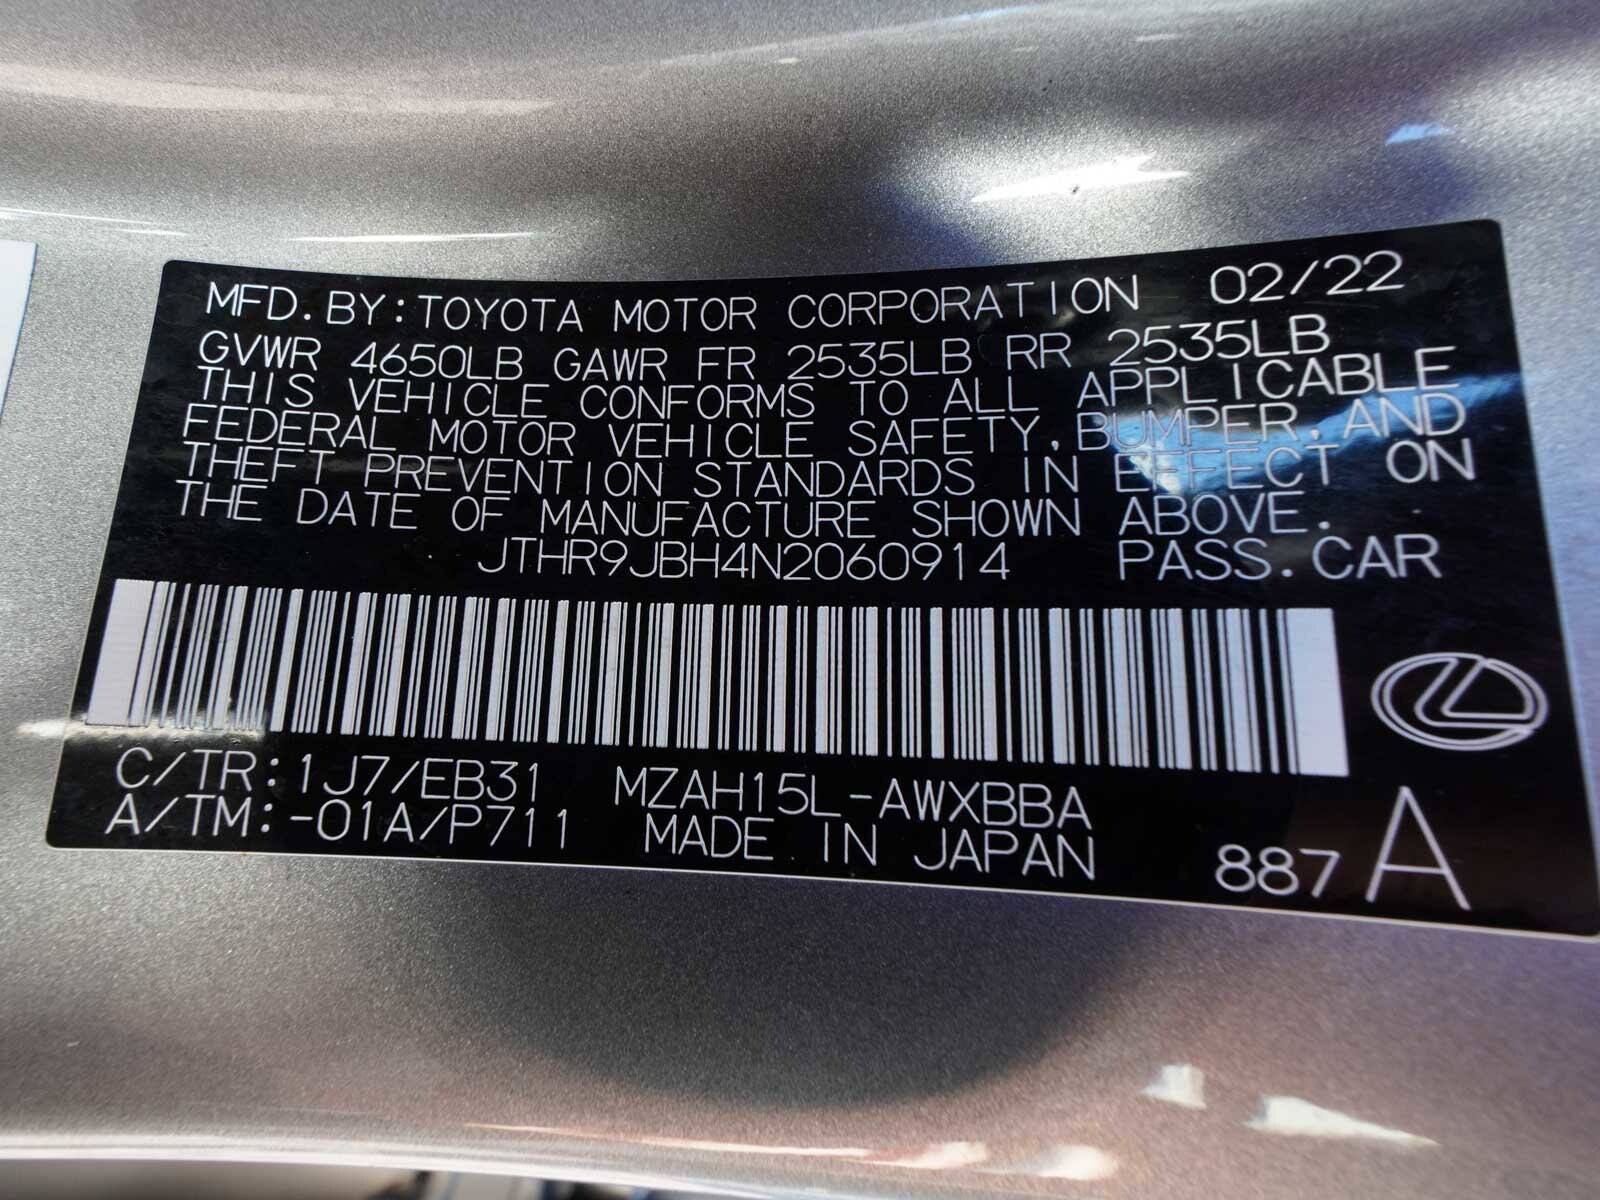 MFD. BY: TOYOTA MOTOR CORPORATION 02/22
GVWR 4650LB GAWR FR 2535LB RR 2535LB
THIS VEHICLE CONFORMS TO ALL APPLICABLE
FEDERAL MOTOR VEHICLE SAFETY, BUMPER, AND
THEFT PREVENTION STANDARDS IN EFFECT ON
THE DATE OF MANUFACTURE SHOWN ABOVE.
JTHR9JBH4N2060914 PASS. CAR
C/TR: 1J7/EB31 MZAH15L-AWXBBA
A/TM: -01A/P711 MADE IN JAPAN 887 A